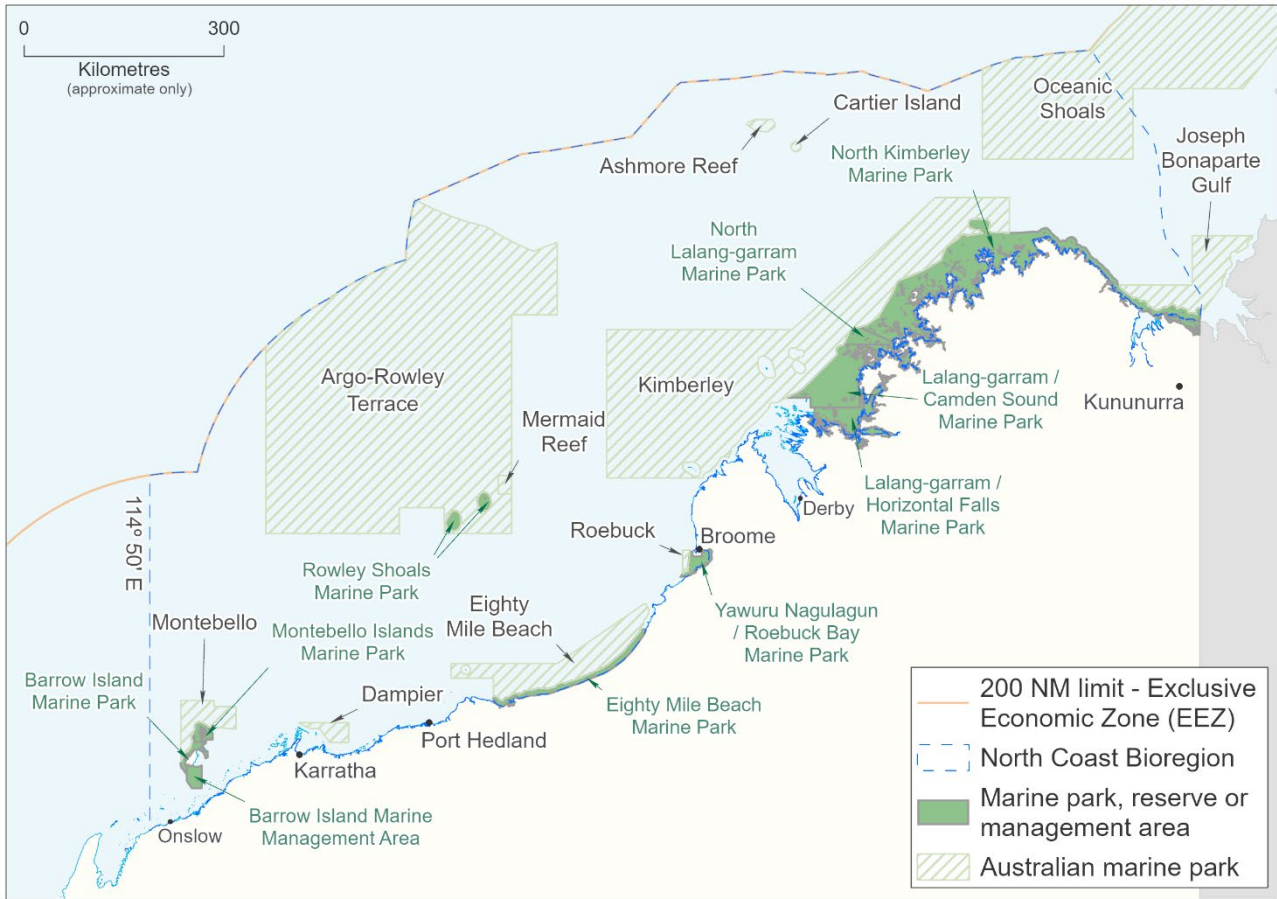 0
300
Kilometres
(approximate only)
Oceanic
Shoals
Cartier Island
Ashmore Reef
North Kimberley
Marine Park
Joseph
Bonaparte
Gulf
North
Lalang-garram
Marine Park
Argo-Rowley
Terrace
Kimberley
Mermaid
Reef
Lalang-garram /
Camden Sound
Marine Park
Kununurra
Lalang-garram /
Horizontal Falls
Marine Park
Derby
114° 50' E
Roebuck
Broome
Rowley Shoals
Marine Park
Eighty
Mile Beach
Yawuru Nagulagun
/ Roebuck Bay
Marine Park
Montebello
Montebello Islands
Marine Park
Barrow Island
Marine Park
Dampier
Eighty Mile Beach
Marine Park
Port Hedland
Karratha
Barrow Island Marine
Management Area
Onslow
200 NM limit - Exclusive
Economic Zone (EEZ)
North Coast Bioregion
Marine park, reserve or
management area
Australian marine park